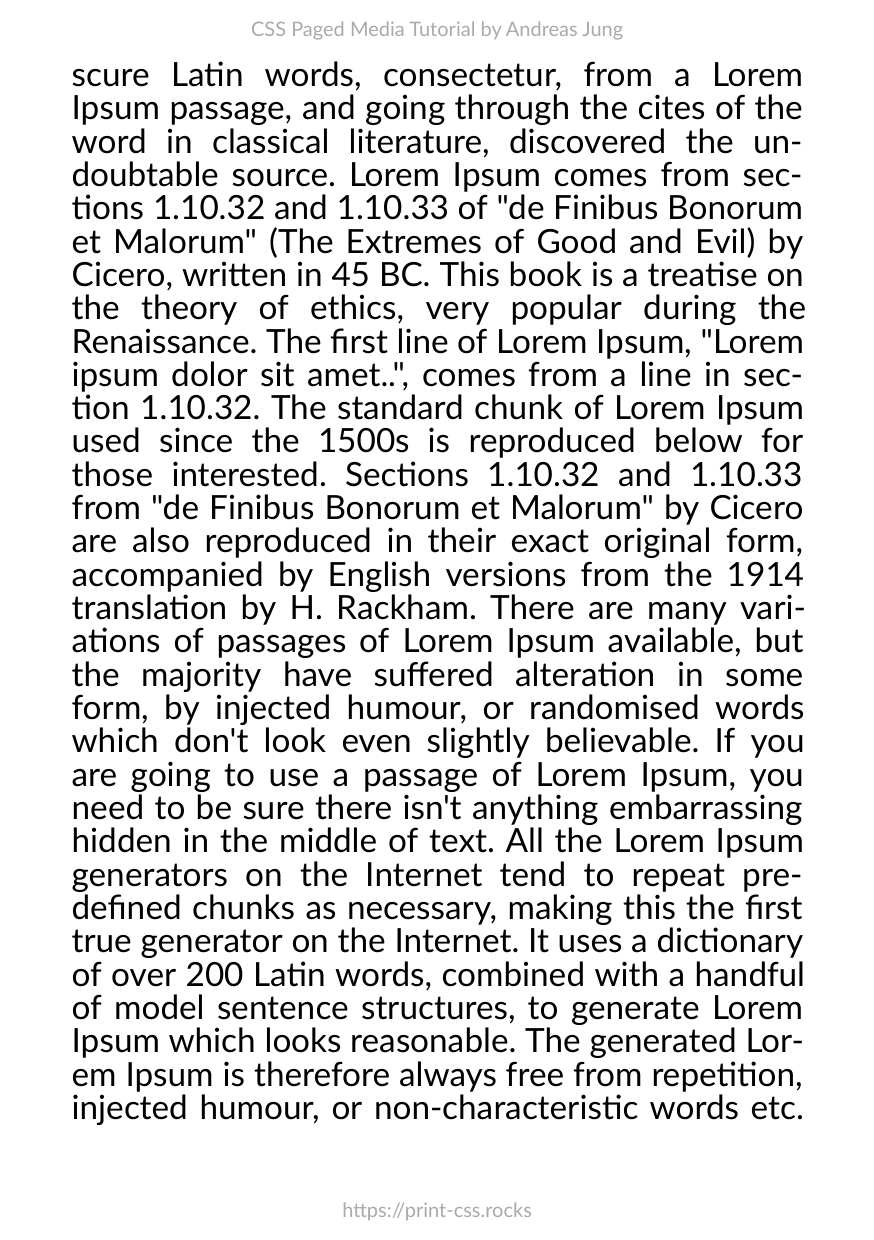 CSS Paged Media Tutorial by Andreas Jung
scure Latin words, consectetur, from a Lorem
Ipsum passage, and going through the cites of the
word in classical literature, discovered the un-
doubtable source. Lorem Ipsum comes from sec-
tions 1.10.32 and 1.10.33 of "de Finibus Bonorum
et Malorum" (The Extremes of Good and Evil) by
Cicero, written in 45 BC. This book is a treatise on
the theory of ethics, very popular during the
Renaissance. The first line of Lorem Ipsum, "Lorem
ipsum dolor sit amet..", comes from a line in sec-
tion 1.10.32. The standard chunk of Lorem Ipsum
used since the 1500s is reproduced below for
those interested. Sections 1.10.32 and 1.10.33
from "de Finibus Bonorum et Malorum" by Cicero
are also reproduced in their exact original form,
accompanied by English versions from the 1914
translation by H. Rackham. There are many vari-
ations of passages of Lorem Ipsum available, but
the majority have suffered alteration in some
form, by injected humour, or randomised words
which don't look even slightly believable. If you
are going to use a passage of Lorem Ipsum, you
need to be sure there isn't anything embarrassing
hidden in the middle of text. All the Lorem Ipsum
generators on the Internet tend to repeat pre-
defined chunks as necessary, making this the first
true generator on the Internet. It uses a dictionary
of over 200 Latin words, combined with a handful
of model sentence structures, to generate Lorem
Ipsum which looks reasonable. The generated Lor-
em Ipsum is therefore always free from repetition,
injected humour, or non-characteristic words etc.
https://print-css.rocks